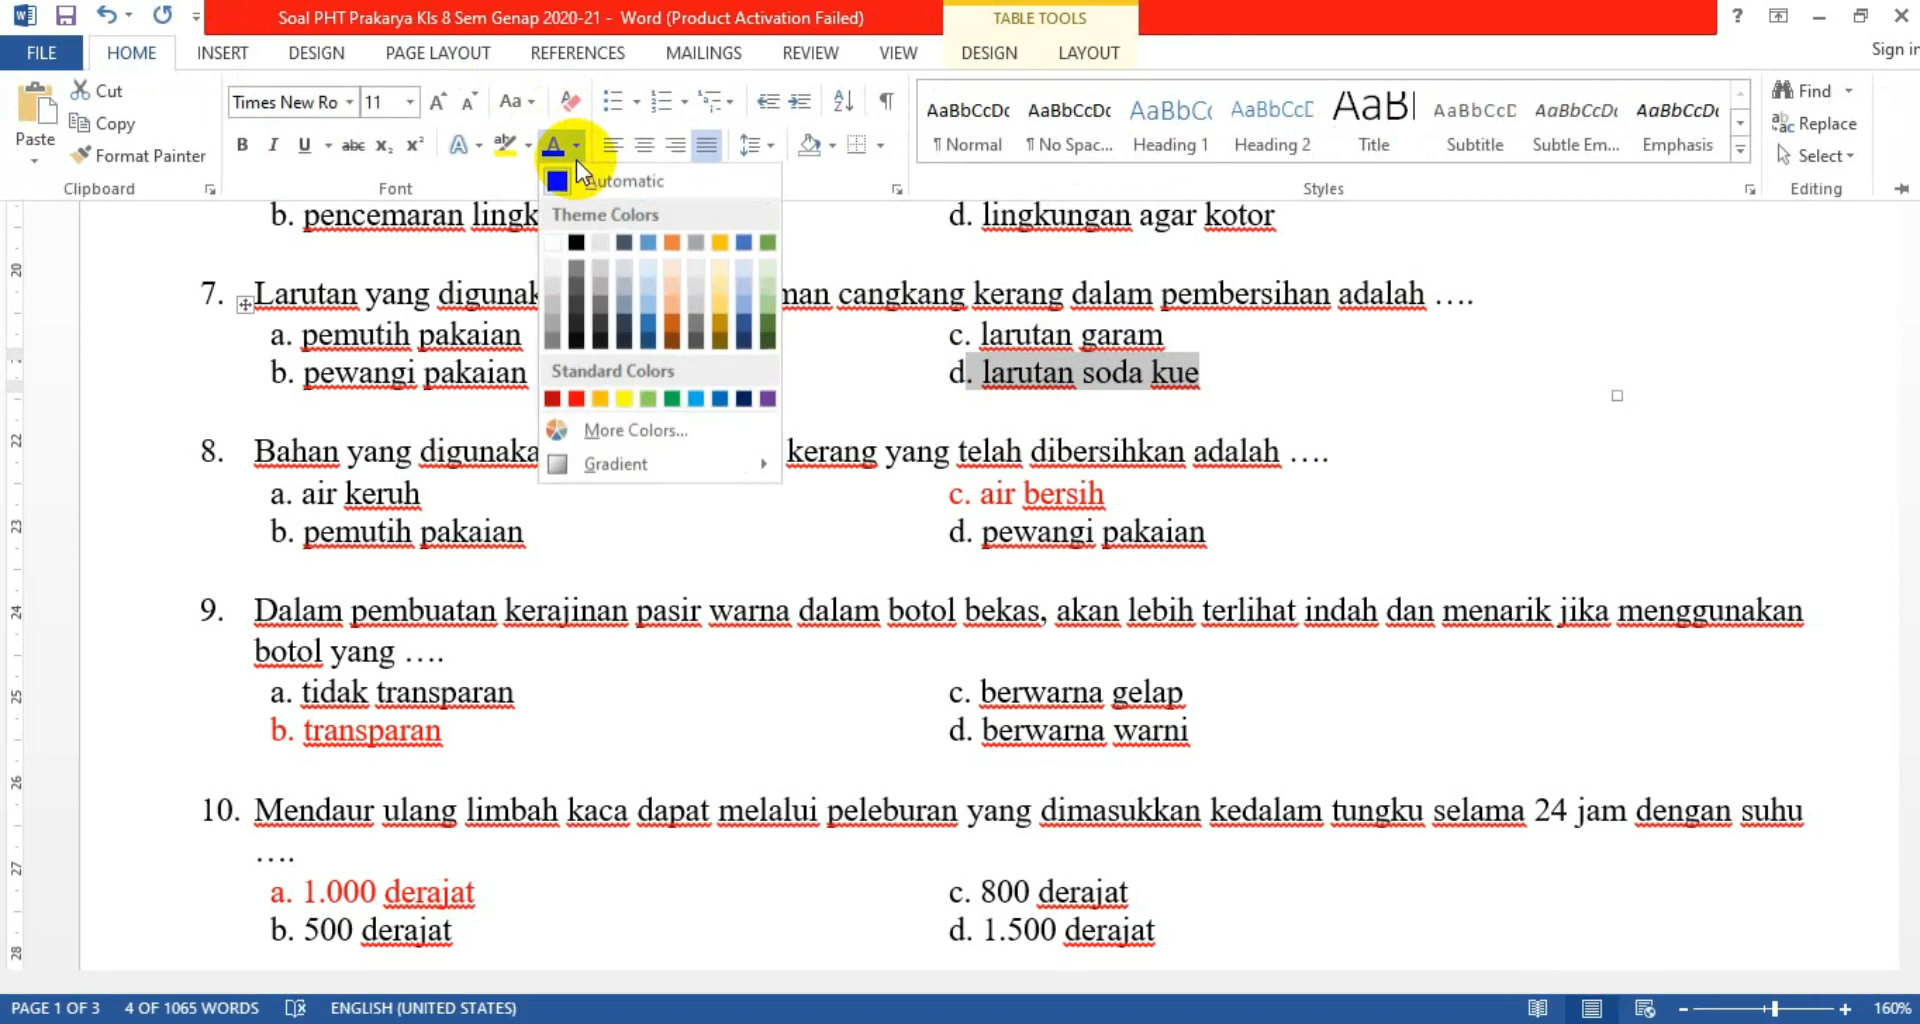 Soal PHT Prakarya Kls 8 Sem Genap 2020-21 - Word (Product Activation Failed)
TABLE TOOLS
FILE HOME INSERT DESIGN PAGE LAYOUT REFERENCES MAILINGS REVIEW VIEW DESIGN LAYOUT Sign in
Cut
Copy
Format Painter
Paste
Clipboard
Times New Ro 11
Font
AaBbCcDc AaBbCcDc AaBbC( AaBbCcE AaB AaBbCcD AaBbCcDt AaBbCcDt
¶ Normal ¶ No Spac... Heading 1 Heading 2 Title Subtitle Subtle Em... Emphasis
Styles
Find
Replace
Select
Editing
Automatic
Theme Colors
Standard Colors
More Colors...
Gradient
b. pencemaran lingk
d. lingkungan agar kotor
7. Larutan yang digunak man cangkang kerang dalam pembersihan adalah ….
a. pemutih pakaian
c. larutan garam
b. pewangi pakaian
d. larutan soda kue
8. Bahan yang digunaka kerang yang telah dibersihkan adalah ….
a. air keruh
c. air bersih
b. pemutih pakaian
d. pewangi pakaian
9. Dalam pembuatan kerajinan pasir warna dalam botol bekas, akan lebih terlihat indah dan menarik jika menggunakan
botol yang ….
a. tidak transparan
c. berwarna gelap
b. transparan
d. berwarna warni
10. Mendaur ulang limbah kaca dapat melalui peleburan yang dimasukkan kedalam tungku selama 24 jam dengan suhu
….
a. 1.000 derajat
c. 800 derajat
b. 500 derajat
d. 1.500 derajat
PAGE 1 OF 3 4 OF 1065 WORDS ENGLISH (UNITED STATES) 160%